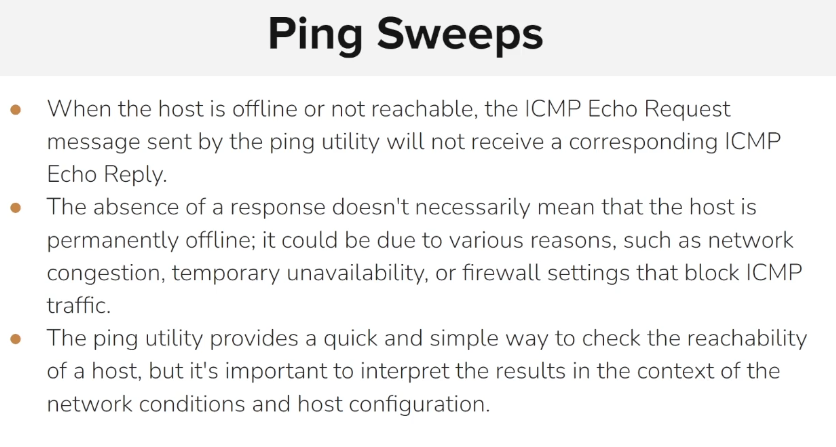 Ping Sweeps
When the host is offline or not reachable, the ICMP Echo Request
message sent by the ping utility will not receive a corresponding ICMP
Echo Reply.
The absence of a response doesn't necessarily mean that the host is
permanently offline; it could be due to various reasons, such as network
congestion, temporary unavailability, or firewall settings that block ICMP
traffic.
The ping utility provides a quick and simple way to check the reachability
of a host, but it's important to interpret the results in the context of the
network conditions and host configuration.